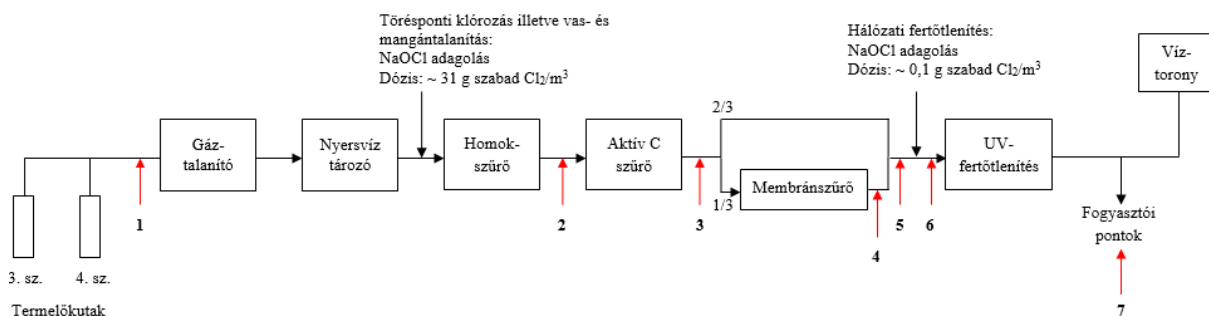 Törésponti klórozás illetve vas- és
mangántalanítás:
NaOCl adagolás
Dózis: ~ 31 g szabad Cl₂/m³
Hálózati fertőtlenítés:
NaOCl adagolás
Dózis: ~ 0,1 g szabad Cl₂/m³
Víz-
torony
Gáz-
talanító
Nyersvíz
tározó
Homok-
szűrő
Aktív C
szűrő
2/3
1/3
Membránszűrő
UV-
fertőtlenítés
1
2
3
4
5
6
Fogyasztói
pontok
7
3. sz.
4. sz.
Termelőkutak